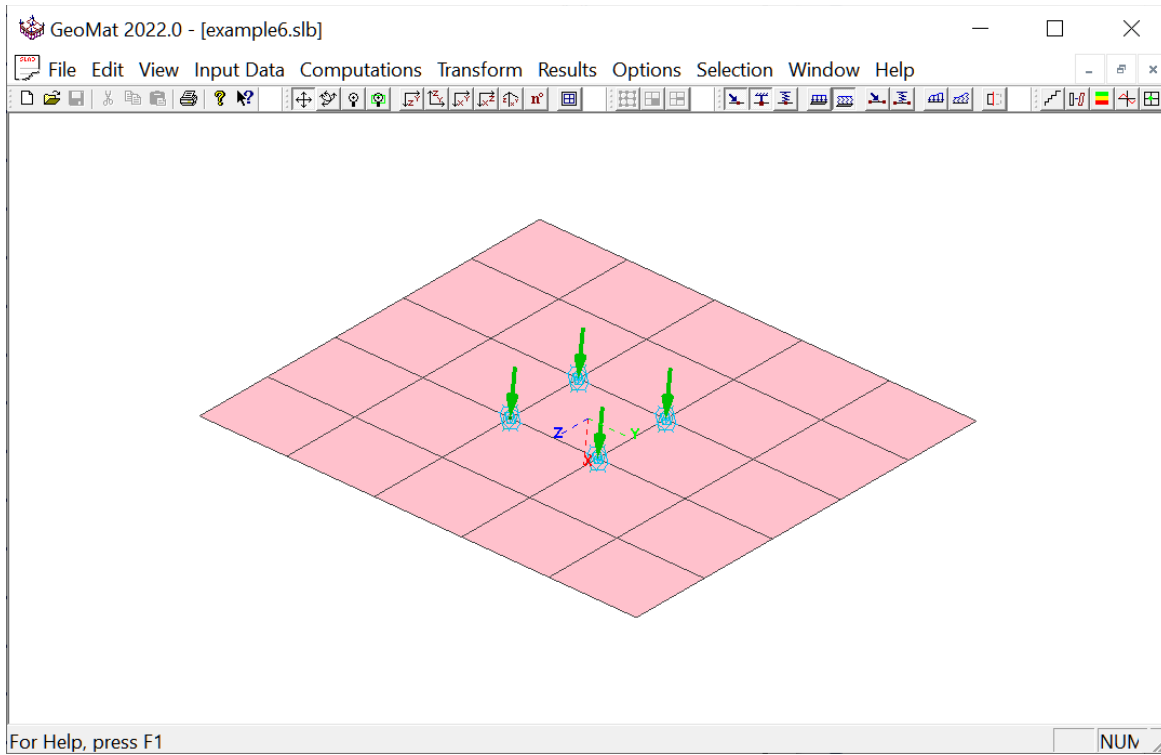 GeoMat 2022.0 - [example6.slb]
SLAB File Edit View Input Data Computations Transform Results Options Selection Window Help
n°
Z Y
X
For Help, press F1 NUM